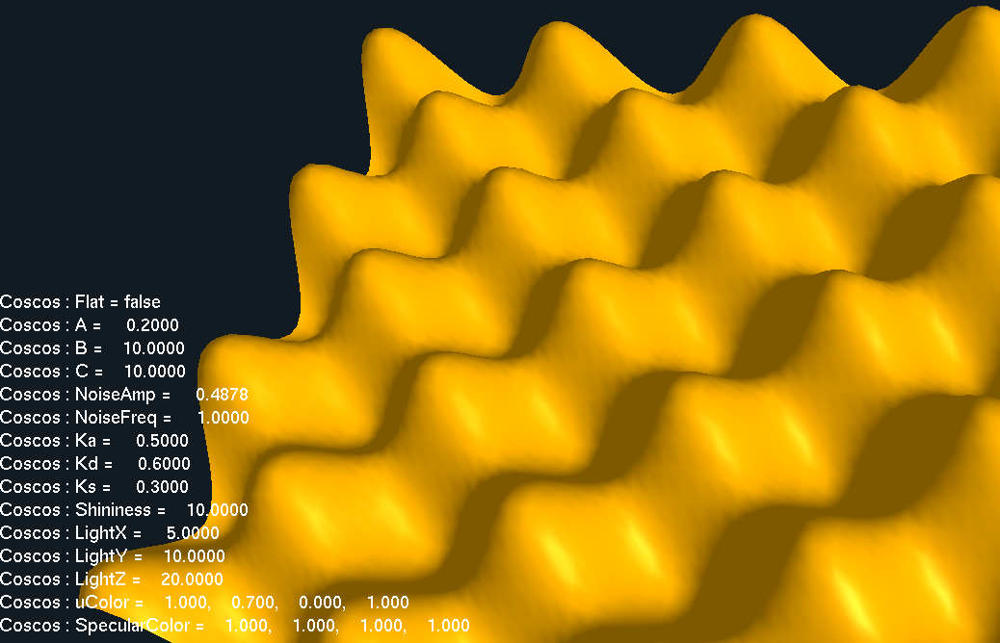 Coscos : Flat = false
Coscos : A = 0.2000
Coscos : B = 10.0000
Coscos : C = 10.0000
Coscos : NoiseAmp = 0.4878
Coscos : NoiseFreq = 1.0000
Coscos : Ka = 0.5000
Coscos : Kd = 0.6000
Coscos : Ks = 0.3000
Coscos : Shininess = 10.0000
Coscos : LightX = 5.0000
Coscos : LightY = 10.0000
Coscos : LightZ = 20.0000
Coscos : uColor = 1.000, 0.700, 0.000, 1.000
Coscos : SpecularColor = 1.000, 1.000, 1.000, 1.000